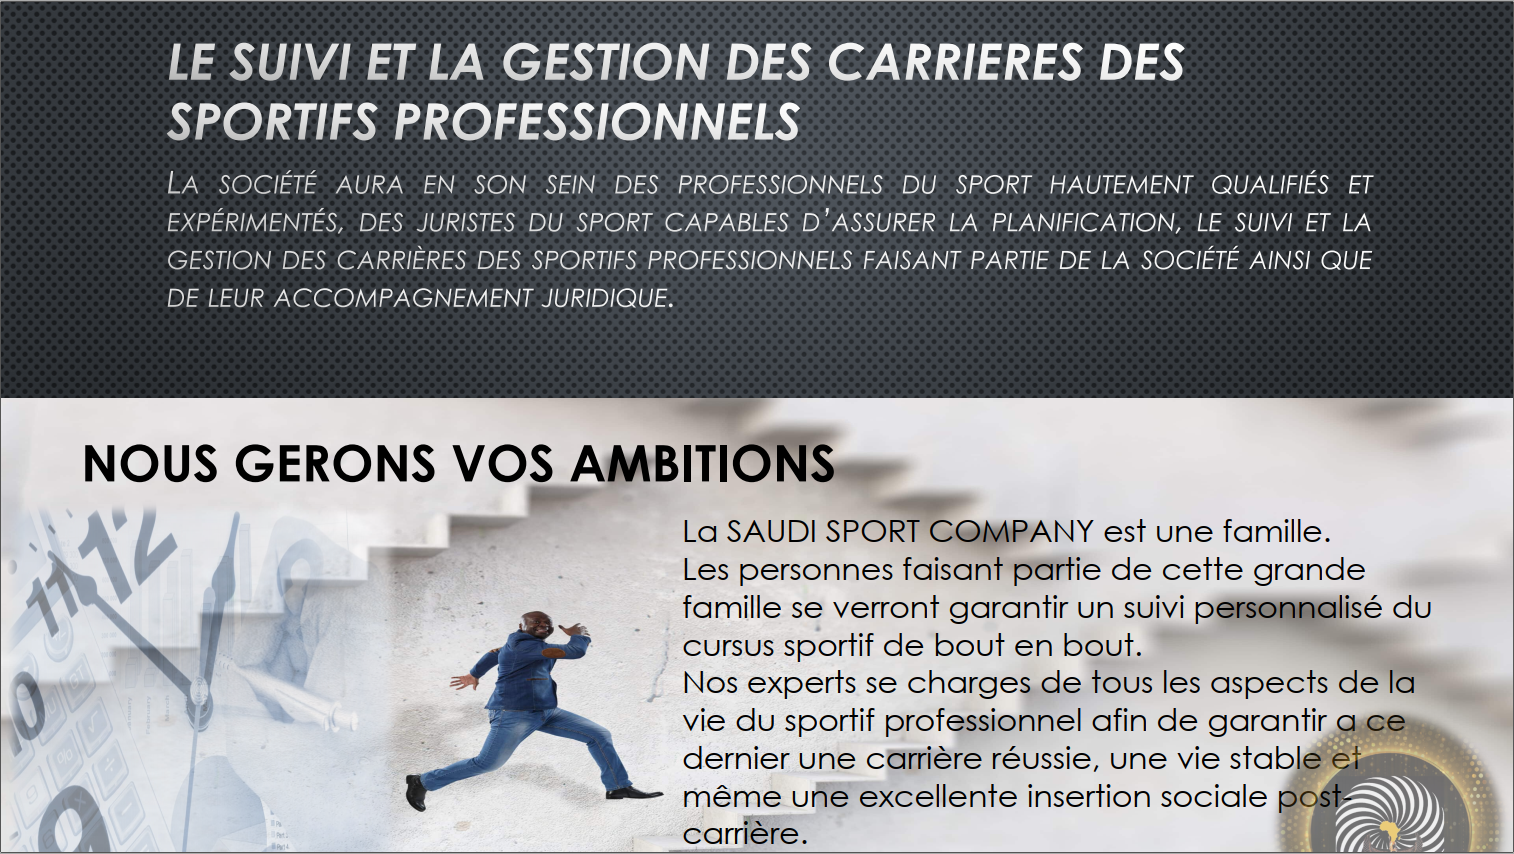 LE SUIVI ET LA GESTION DES CARRIERES DES
SPORTIFS PROFESSIONNELS
LA SOCIÉTÉ AURA EN SON SEIN DES PROFESSIONNELS DU SPORT HAUTEMENT QUALIFIÉS ET
EXPÉRIMENTÉS, DES JURISTES DU SPORT CAPABLES D’ASSURER LA PLANIFICATION, LE SUIVI ET LA
GESTION DES CARRIÈRES DES SPORTIFS PROFESSIONNELS FAISANT PARTIE DE LA SOCIÉTÉ AINSI QUE
DE LEUR ACCOMPAGNEMENT JURIDIQUE.
NOUS GERONS VOS AMBITIONS
La SAUDI SPORT COMPANY est une famille.
Les personnes faisant partie de cette grande
famille se verront garantir un suivi personnalisé du
cursus sportif de bout en bout.
Nos experts se charges de tous les aspects de la
vie du sportif professionnel afin de garantir a ce
dernier une carrière réussie, une vie stable et
même une excellente insertion sociale post-
carrière.
12
11
10
9